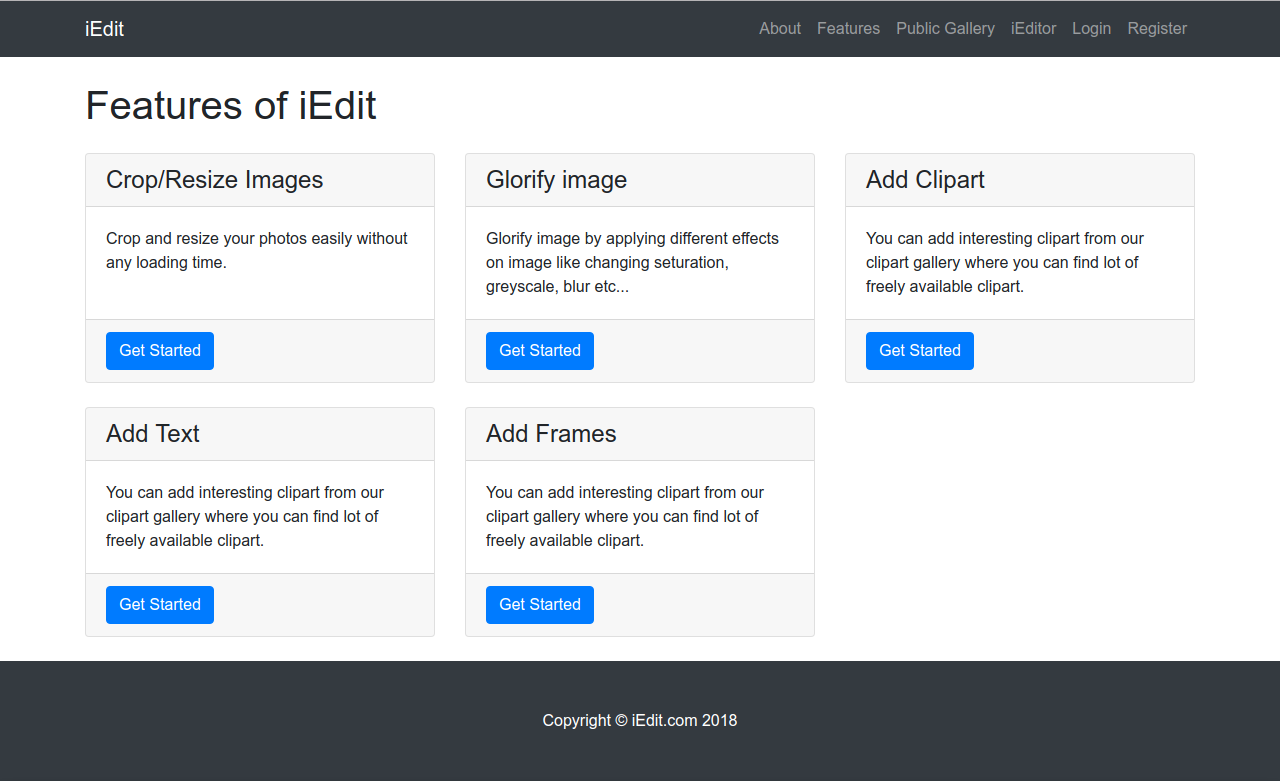 iEdit
About Features Public Gallery iEditor Login Register
Features of iEdit
Crop/Resize Images
Crop and resize your photos easily without
any loading time.
Get Started
Glorify image
Glorify image by applying different effects
on image like changing seturation,
greyscale, blur etc...
Get Started
Add Clipart
You can add interesting clipart from our
clipart gallery where you can find lot of
freely available clipart.
Get Started
Add Text
You can add interesting clipart from our
clipart gallery where you can find lot of
freely available clipart.
Get Started
Add Frames
You can add interesting clipart from our
clipart gallery where you can find lot of
freely available clipart.
Get Started
Copyright © iEdit.com 2018